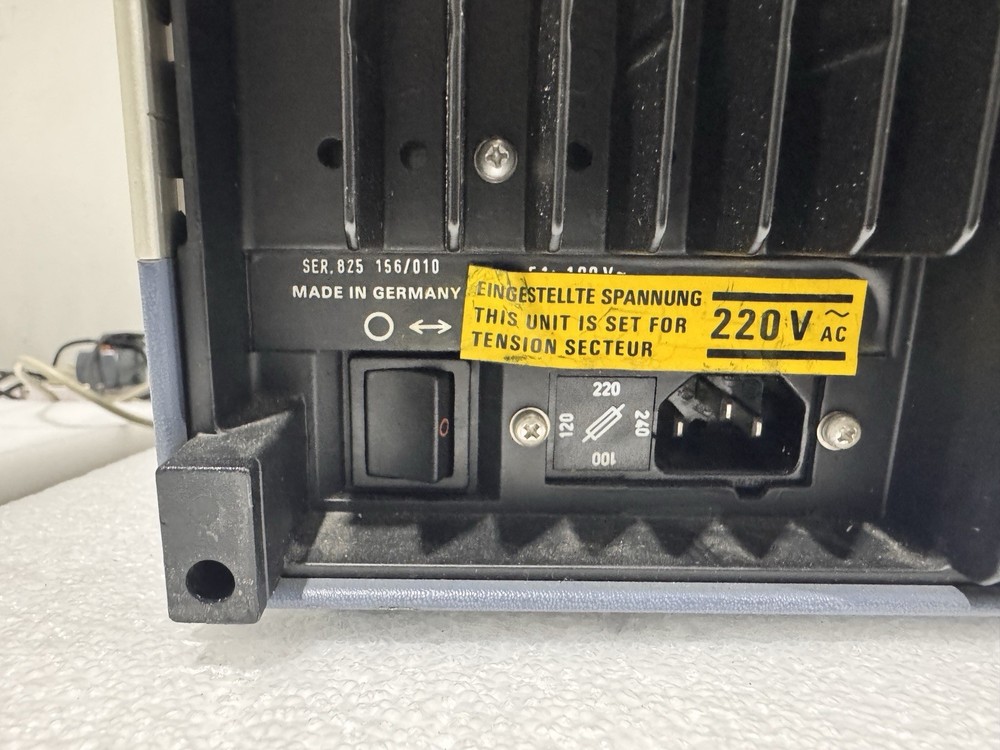 SER. 825 156/010
MADE IN GERMANY
EINGESTELLTE SPANNUNG
THIS UNIT IS SET FOR
TENSION SECTEUR
220 V ~ AC
220
120
240
100